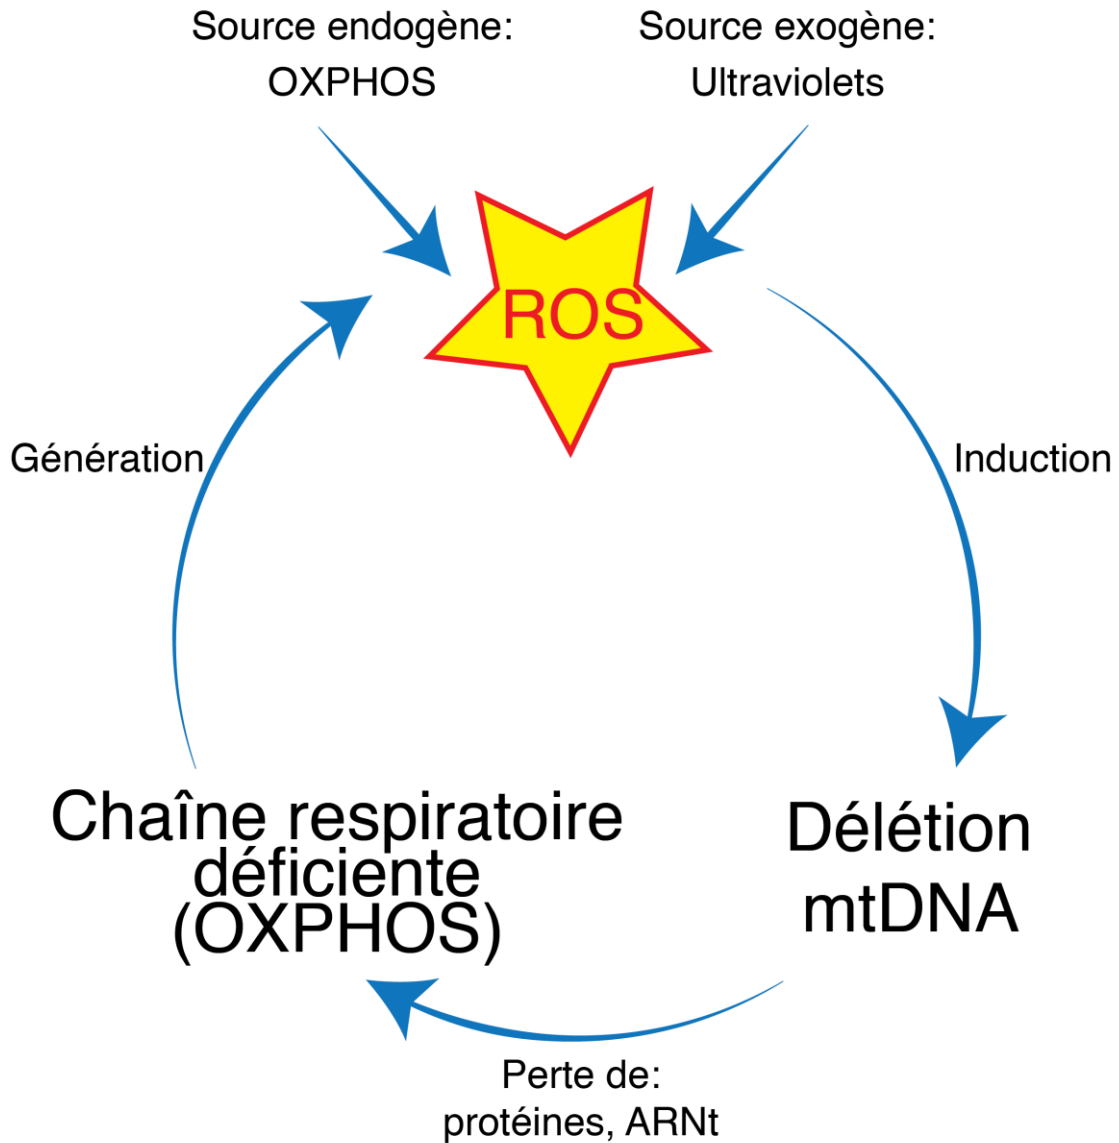 Source endogène:
OXPHOS
Source exogène:
Ultraviolets
ROS
Génération
Induction
Chaîne respiratoire
déficiente
(OXPHOS)
Délétion
mtDNA
Perte de:
protéines, ARNt